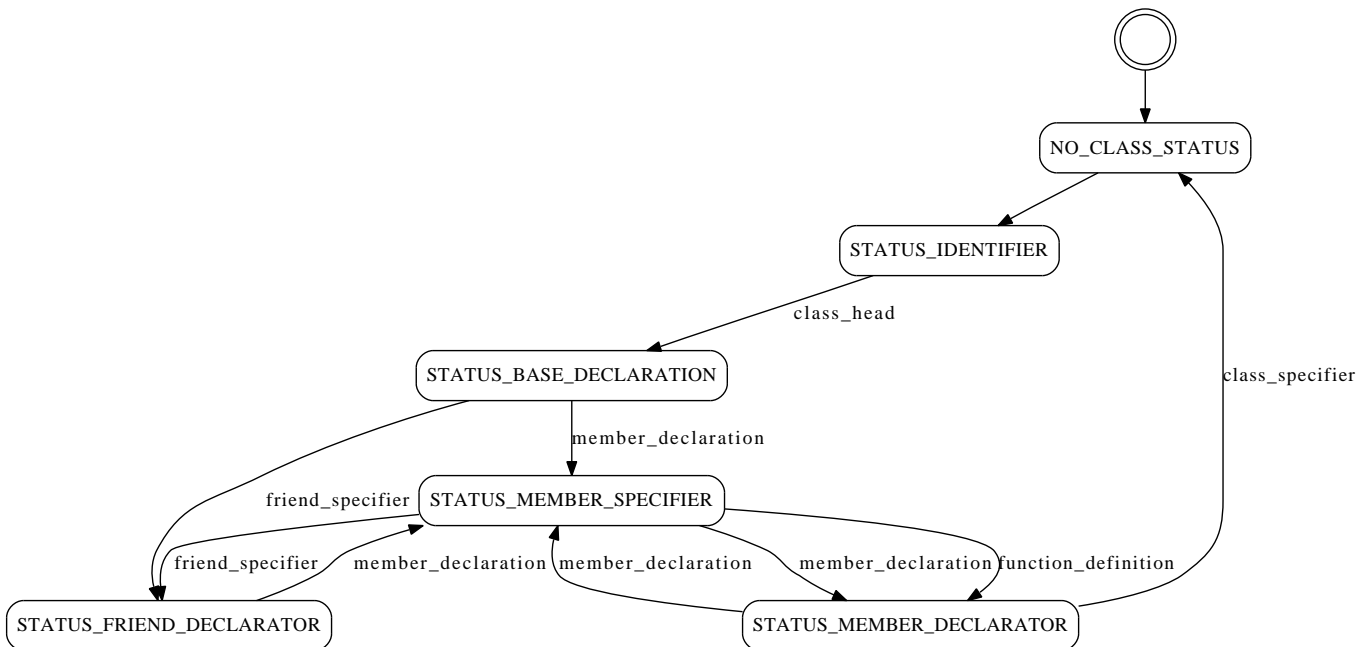 NO_CLASS_STATUS
STATUS_IDENTIFIER
class_head
STATUS_BASE_DECLARATION
class_specifier
member_declaration
STATUS_MEMBER_SPECIFIER
friend_specifier
friend_specifier
member_declaration
member_declaration
member_declaration
function_definition
STATUS_FRIEND_DECLARATOR
STATUS_MEMBER_DECLARATOR